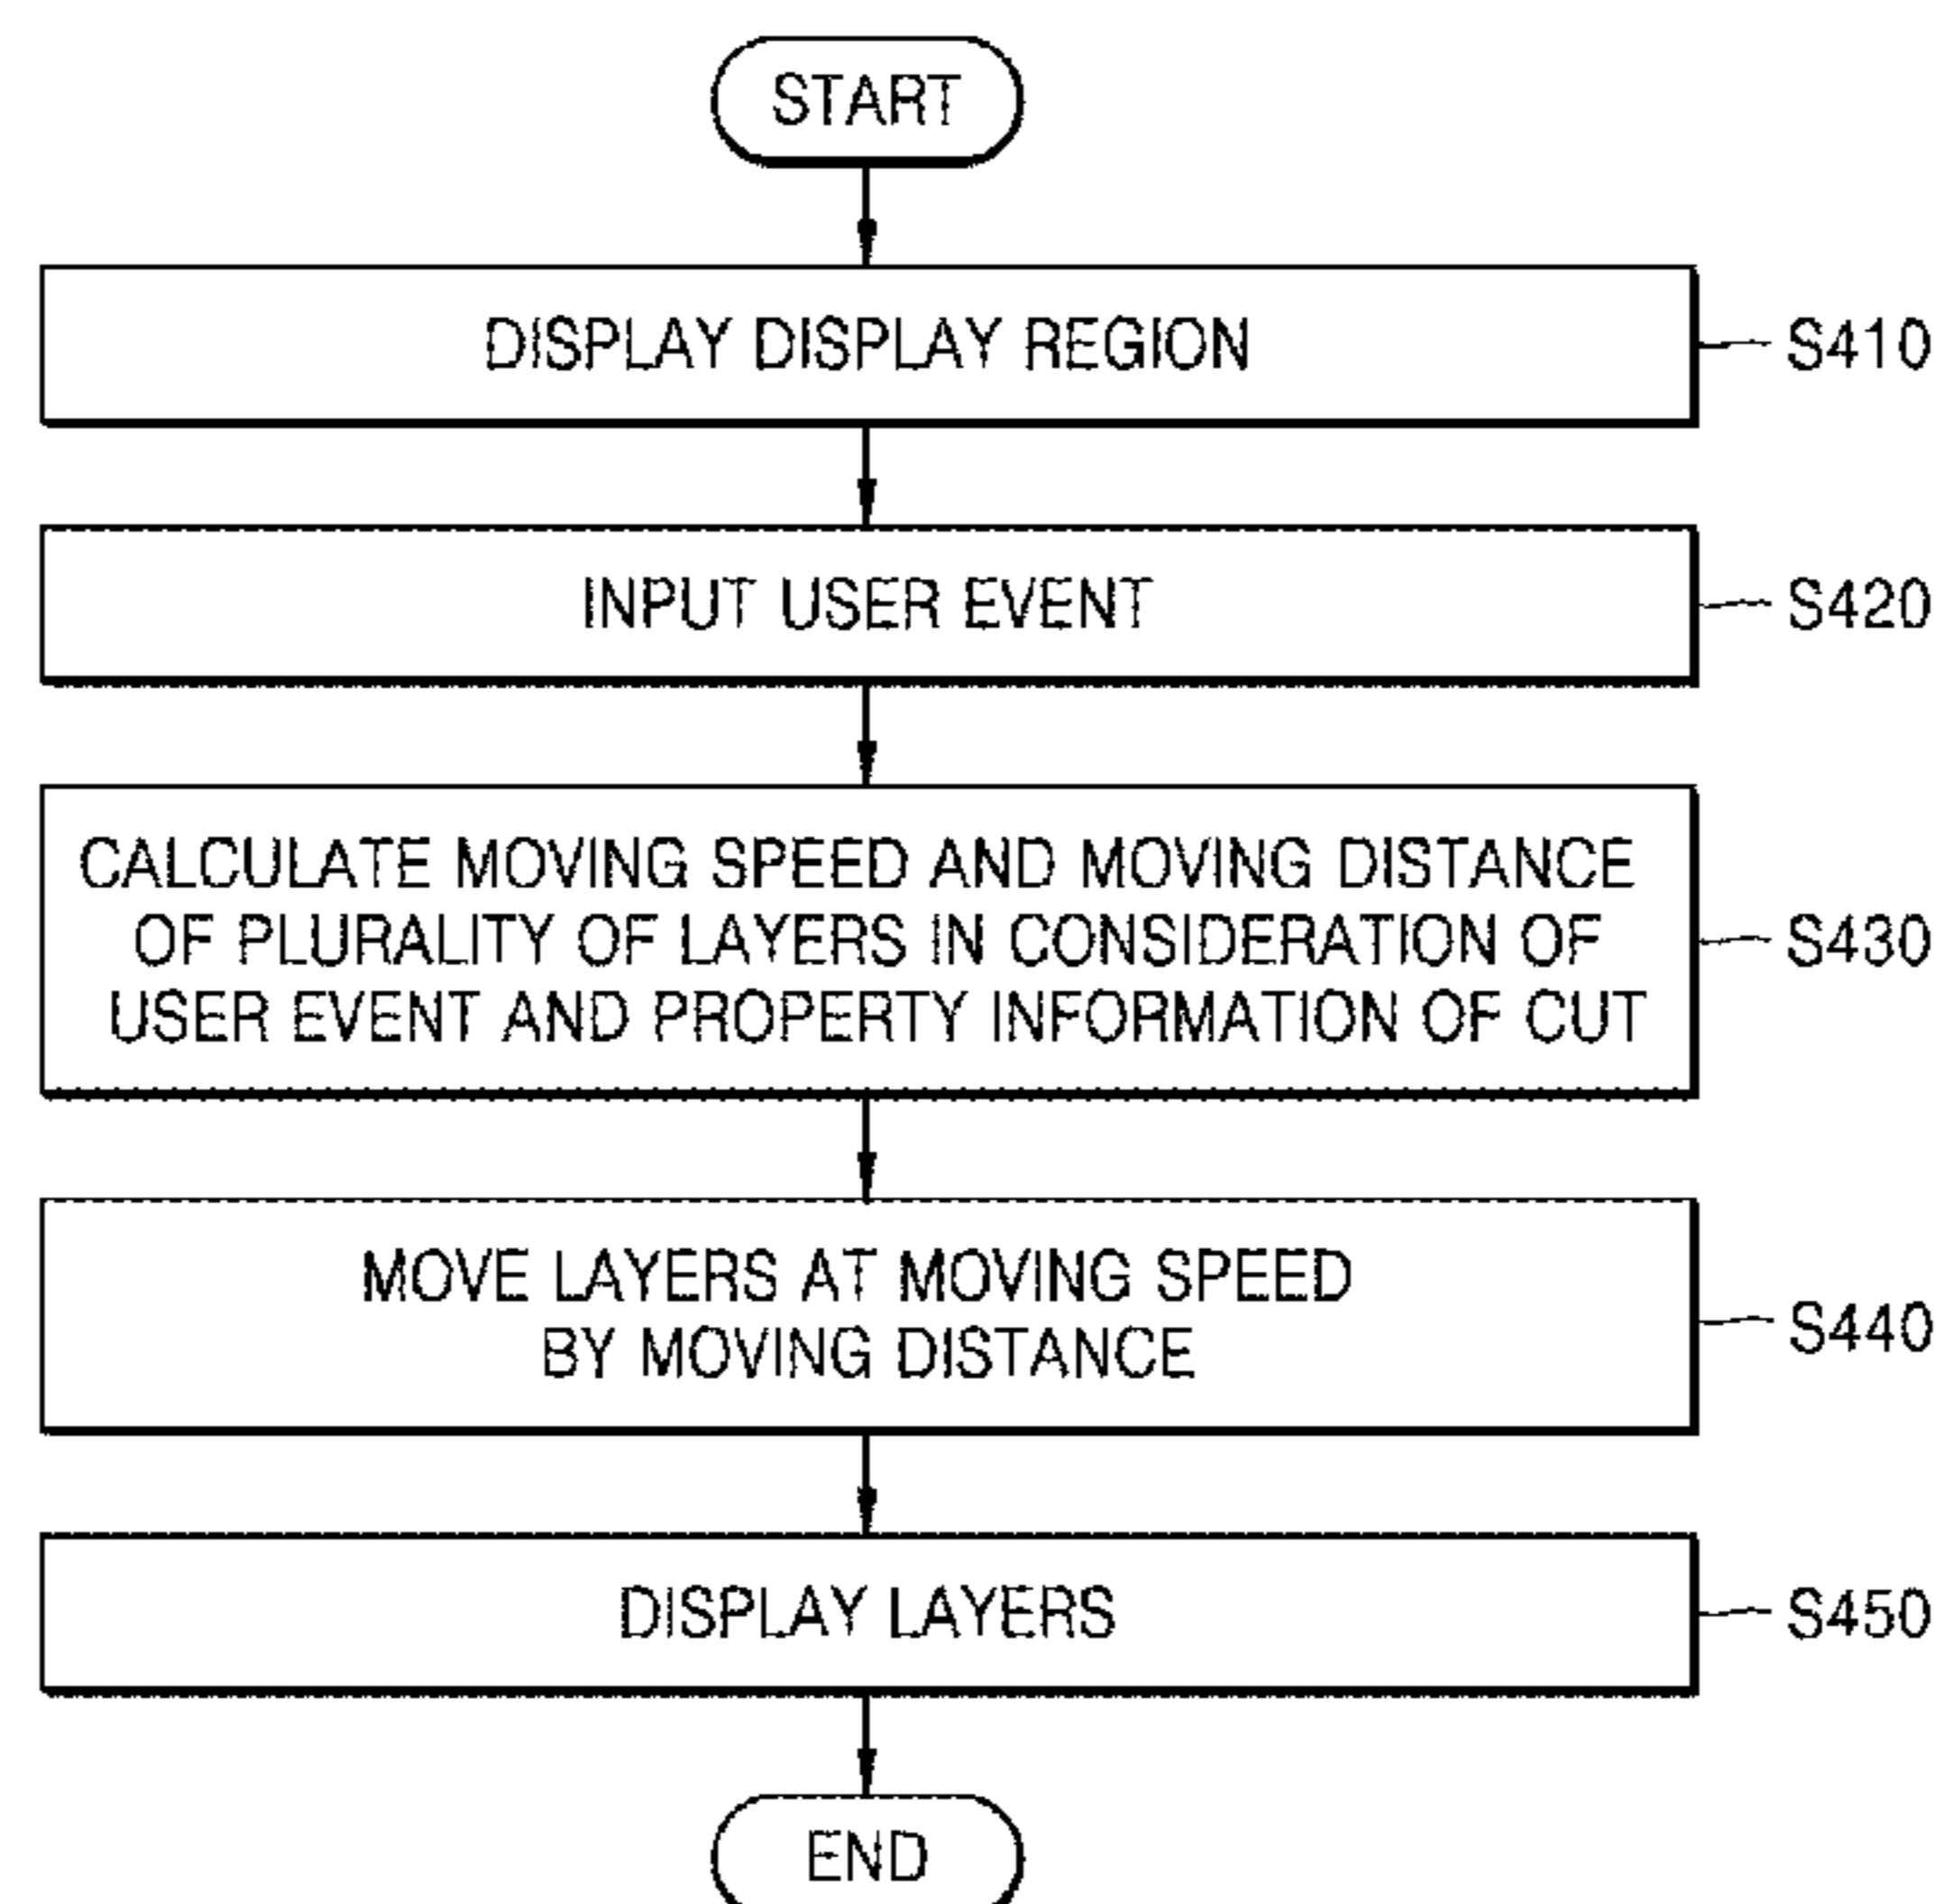 START
DISPLAY DISPLAY REGION
S410
INPUT USER EVENT
S420
CALCULATE MOVING SPEED AND MOVING DISTANCE
OF PLURALITY OF LAYERS IN CONSIDERATION OF
USER EVENT AND PROPERTY INFORMATION OF CUT
S430
MOVE LAYERS AT MOVING SPEED
BY MOVING DISTANCE
S440
DISPLAY LAYERS
S450
END